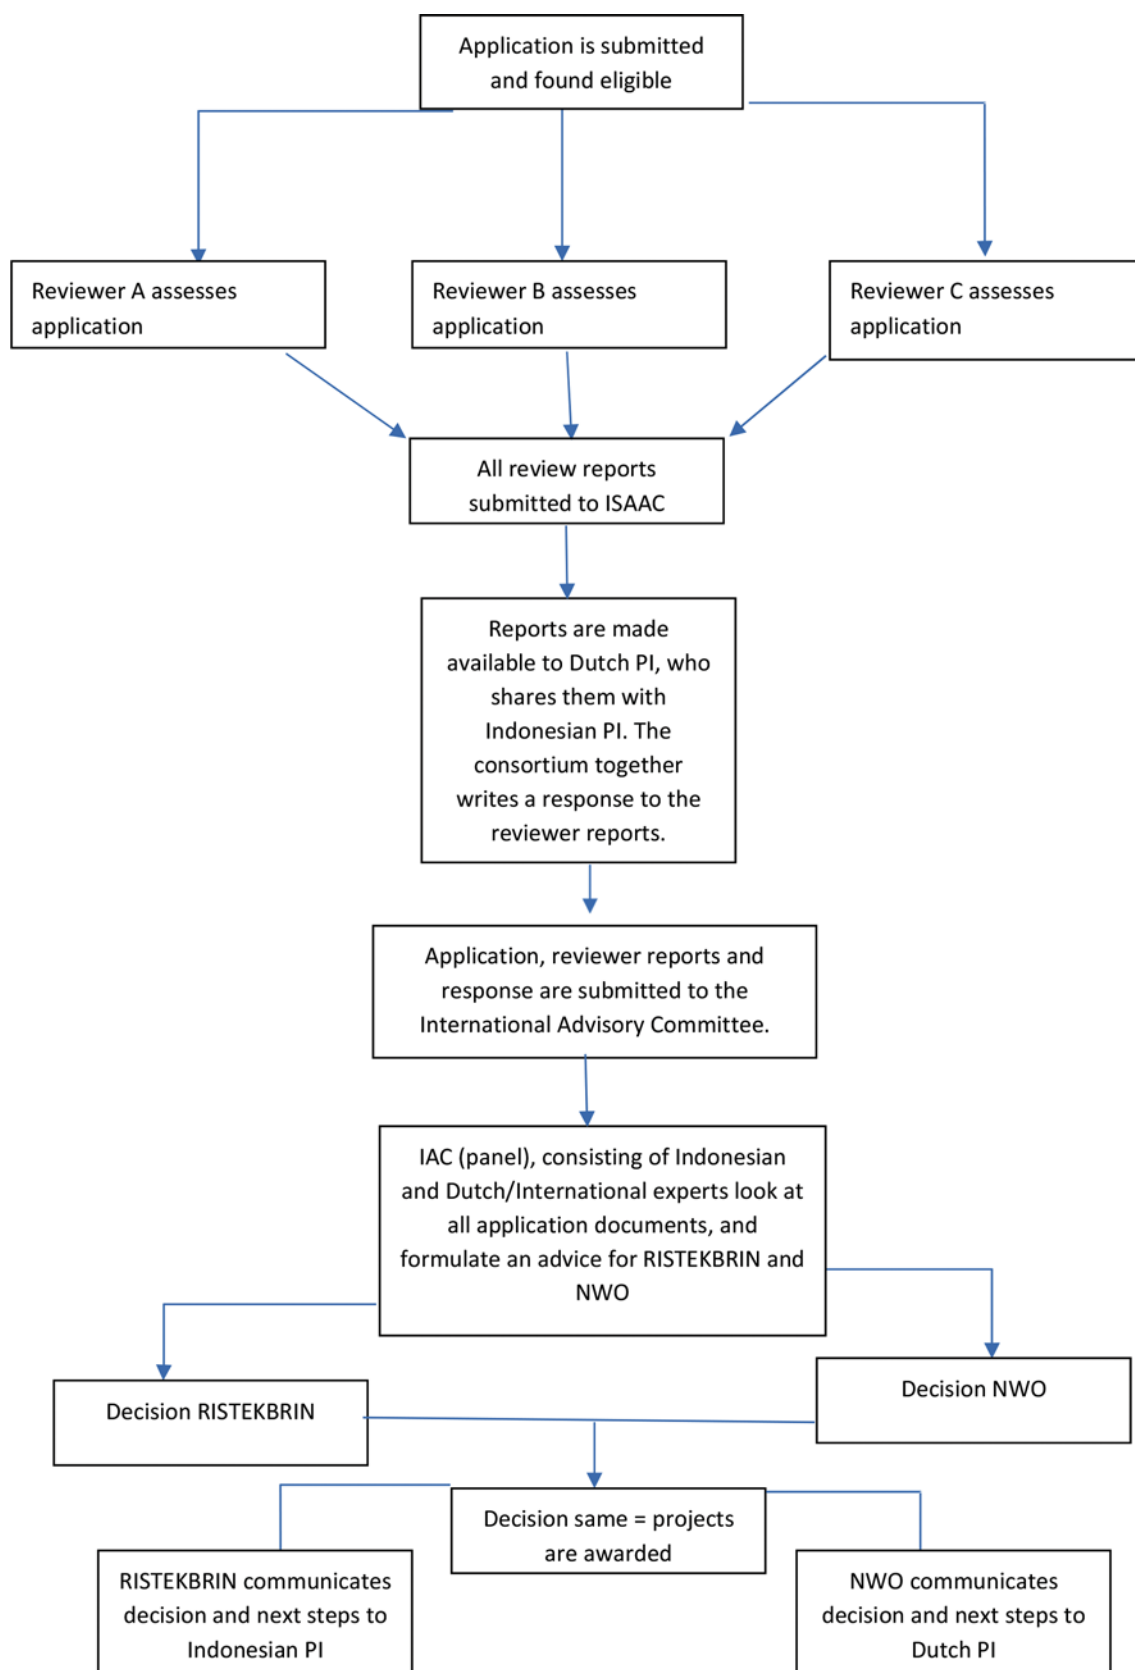 Application is submitted
and found eligible
Reviewer A assesses
application
Reviewer B assesses
application
Reviewer C assesses
application
All review reports
submitted to ISAAC
Reports are made
available to Dutch PI, who
shares them with
Indonesian PI. The
consortium together
writes a response to the
reviewer reports.
Application, reviewer reports and
response are submitted to the
International Advisory Committee.
IAC (panel), consisting of Indonesian
and Dutch/International experts look at
all application documents, and
formulate an advice for RISTEKBRIN and
NWO
Decision RISTEKBRIN
Decision NWO
Decision same = projects
are awarded
RISTEKBRIN communicates
decision and next steps to
Indonesian PI
NWO communicates
decision and next steps to
Dutch PI